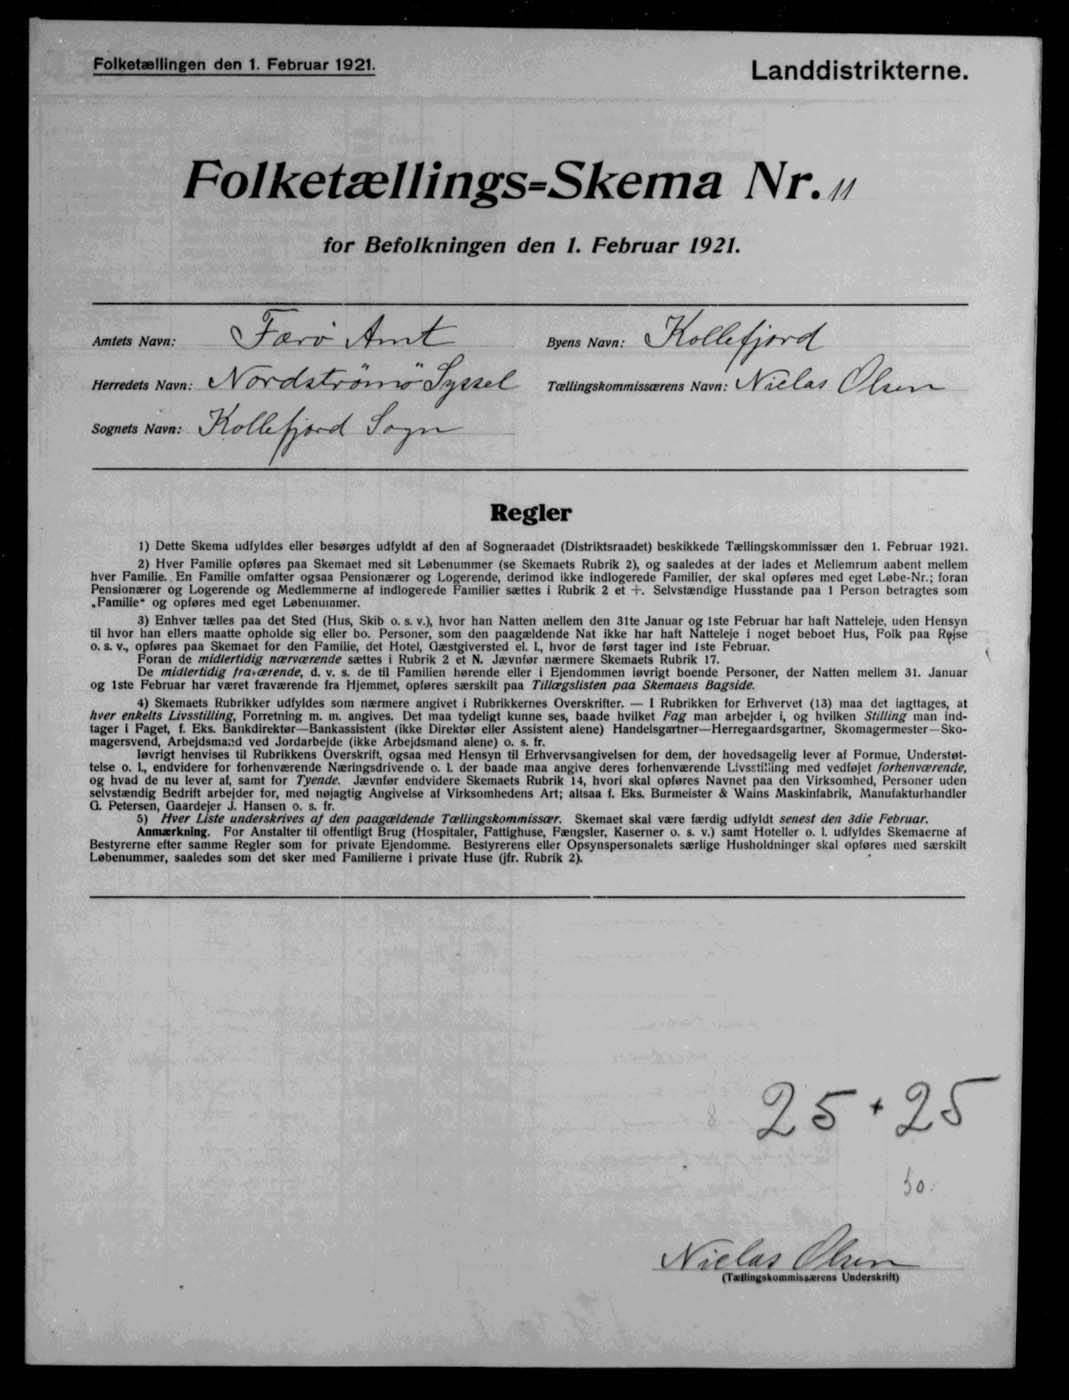 Folketællingen den 1. Februar 1921.
Landdistrikterne.
Folketællings=Skema Nr. 11
for Befolkningen den 1. Februar 1921.
Amtets Navn: Færö Amt
Byens Navn: Kollefjord
Herredets Navn: Nordströmö Syssel
Tællingskommissærens Navn: Niclas Olsen
Sognets Navn: Kollefjord Sogn
Regler
1) Dette Skema udfyldes eller besørges udfyldt af den af Sogneraadet (Distriktsraadet) beskikkede Tællingskommissær den 1. Februar 1921.
2) Hver Familie opføres paa Skemaet med sit Løbenummer (se Skemaets Rubrik 2), og saaledes at der lades et Mellemrum aabent mellem
hver Familie. En Familie omfatter ogsaa Pensionærer og Logerende, derimod ikke indlogerede Familier, der skal opføres med eget Løbe-Nr.; foran
Pensionærer og Logerende og Medlemmerne af indlogerede Familier sættes i Rubrik 2 et +. Selvstændige Husstande paa 1 Person betragtes som
„Familie“ og opføres med eget Løbenummer.
3) Enhver tælles paa det Sted (Hus, Skib o. s. v.), hvor han Natten mellem den 31te Januar og 1ste Februar har haft Natteleje, uden Hensyn
til hvor han ellers maatte opholde sig eller bo. Personer, som den paagældende Nat ikke har haft Natteleje i noget beboet Hus, Folk paa Rejse
o. s. v., opføres paa Skemaet for den Familie, det Hotel, Gæstgiversted el. l., hvor de først tager ind 1ste Februar.
Foran de midlertidig nærværende sættes i Rubrik 2 et N. Jævnfør nærmere Skemaets Rubrik 17.
De midlertidig fraværende, d. v. s. de til Familien hørende eller i Ejendommen iøvrigt boende Personer, der Natten mellem 31. Januar
og 1ste Februar har været fraværende fra Hjemmet, opføres særskilt paa Tillægslisten paa Skemaets Bagside.
4) Skemaets Rubrikker udfyldes som nærmere angivet i Rubrikkernes Overskrifter. — I Rubrikken for Erhvervet (13) maa det iagttages, at
hver enkelts Livsstilling, Forretning m. m. angives. Det maa tydeligt kunne ses, baade hvilket Fag man arbejder i, og hvilken Stilling man ind-
tager i Faget, f. Eks. Bankdirektør—Bankassistent (ikke Direktør eller Assistent alene) Handelsgartner—Herregaardsgartner, Skomagermester—Sko-
magersvend, Arbejdsmand ved Jordarbejde (ikke Arbejdsmand alene) o. s. fr.
Iøvrigt henvises til Rubrikkens Overskrift, ogsaa med Hensyn til Erhvervsangivelsen for dem, der hovedsagelig lever af Formue, Understøt-
telse o. l., endvidere for forhenværende Næringsdrivende o. l. der baade maa angive deres forhenværende Livsstilling med vedføjet forhenværende,
og hvad de nu lever af, samt for Tyende. Jævnfør endvidere Skemaets Rubrik 14, hvori skal opføres Navnet paa den Virksomhed, Personer uden
selvstændig Bedrift arbejder for, med nøjagtig Angivelse af Virksomhedens Art; altsaa f. Eks. Burmeister & Wains Maskinfabrik, Manufakturhandler
G. Petersen, Gaardejer J. Hansen o. s. fr.
5) Hver Liste underskrives af den paagældende Tællingskommissær. Skemaet skal være færdig udfyldt senest den 3die Februar.
Anmærkning. For Anstalter til offentligt Brug (Hospitaler, Fattighuse, Fængsler, Kaserner o. s. v.) samt Hoteller o. l. udfyldes Skemaerne af
Bestyrerne efter samme Regler som for private Ejendomme. Bestyrerens eller Opsynspersonalets særlige Husholdninger skal opføres med særskilt
Løbenummer, saaledes som det sker med Familierne i private Huse (jfr. Rubrik 2).
25 + 25
50.
Niclas Olsen
(Tællingskommissærens Underskrift)